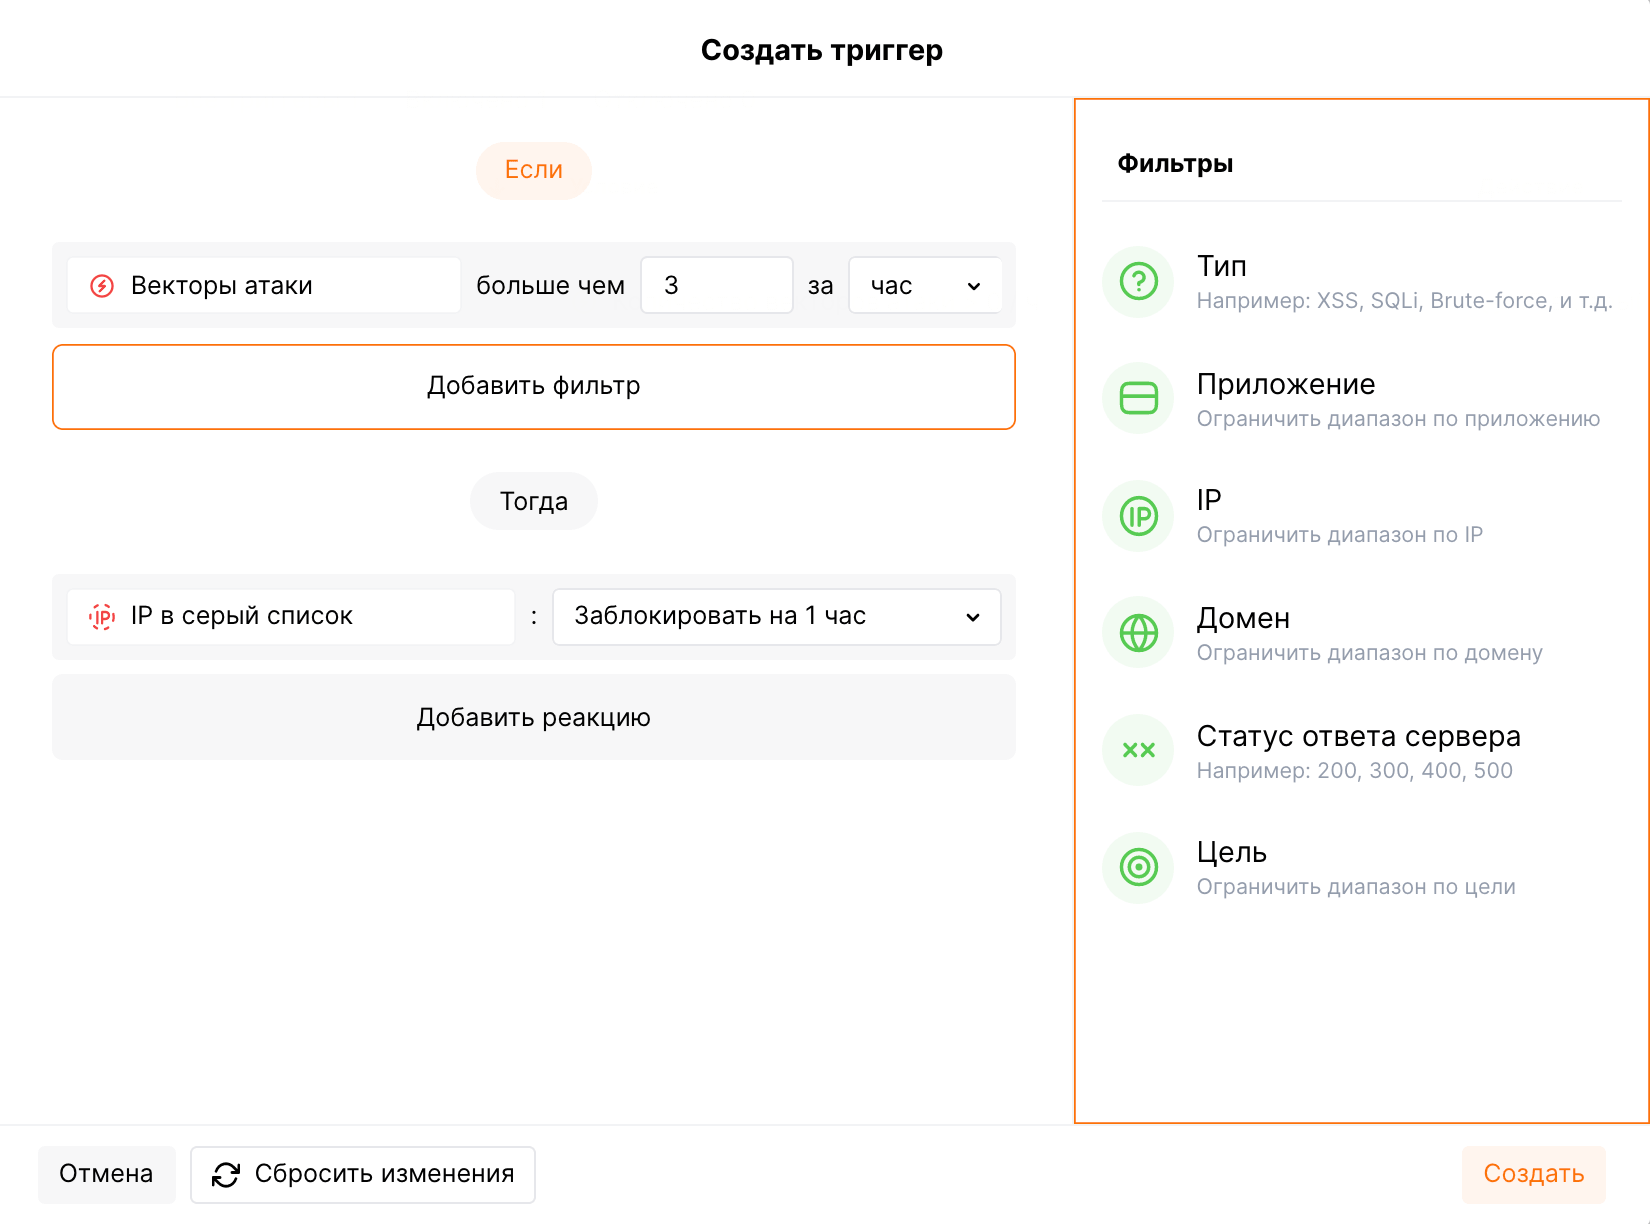 Создать триггер
Если
Векторы атаки больше чем 3 за час
Добавить фильтр
Тогда
IP IP в серый список : Заблокировать на 1 час
Добавить реакцию
Фильтры
Тип
Например: XSS, SQLi, Brute-force, и т.д.
Приложение
Ограничить диапазон по приложению
IP
IP
Ограничить диапазон по IP
Домен
Ограничить диапазон по домену
Статус ответа сервера
Например: 200, 300, 400, 500
Цель
Ограничить диапазон по цели
Отмена
Сбросить изменения
Создать